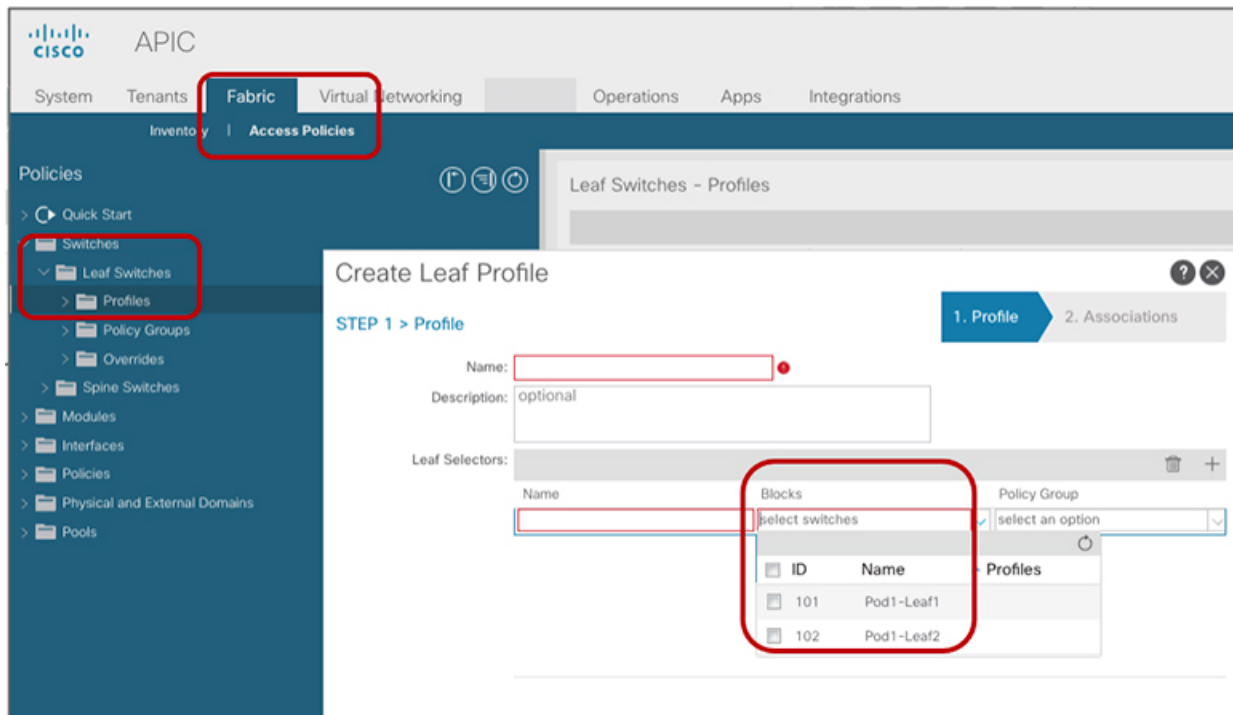 CISCO
APIC
System Tenants Fabric Virtual Networking Operations Apps Integrations
Inventory | Access Policies
Policies
Quick Start
Switches
Leaf Switches
Profiles
Policy Groups
Overrides
Spine Switches
Modules
Interfaces
Policies
Physical and External Domains
Pools
Leaf Switches - Profiles
Create Leaf Profile
STEP 1 > Profile
1. Profile 2. Associations
Name:
Description: optional
Leaf Selectors:
Name Blocks Policy Group
select switches select an option
ID Name Profiles
101 Pod1-Leaf1
102 Pod1-Leaf2